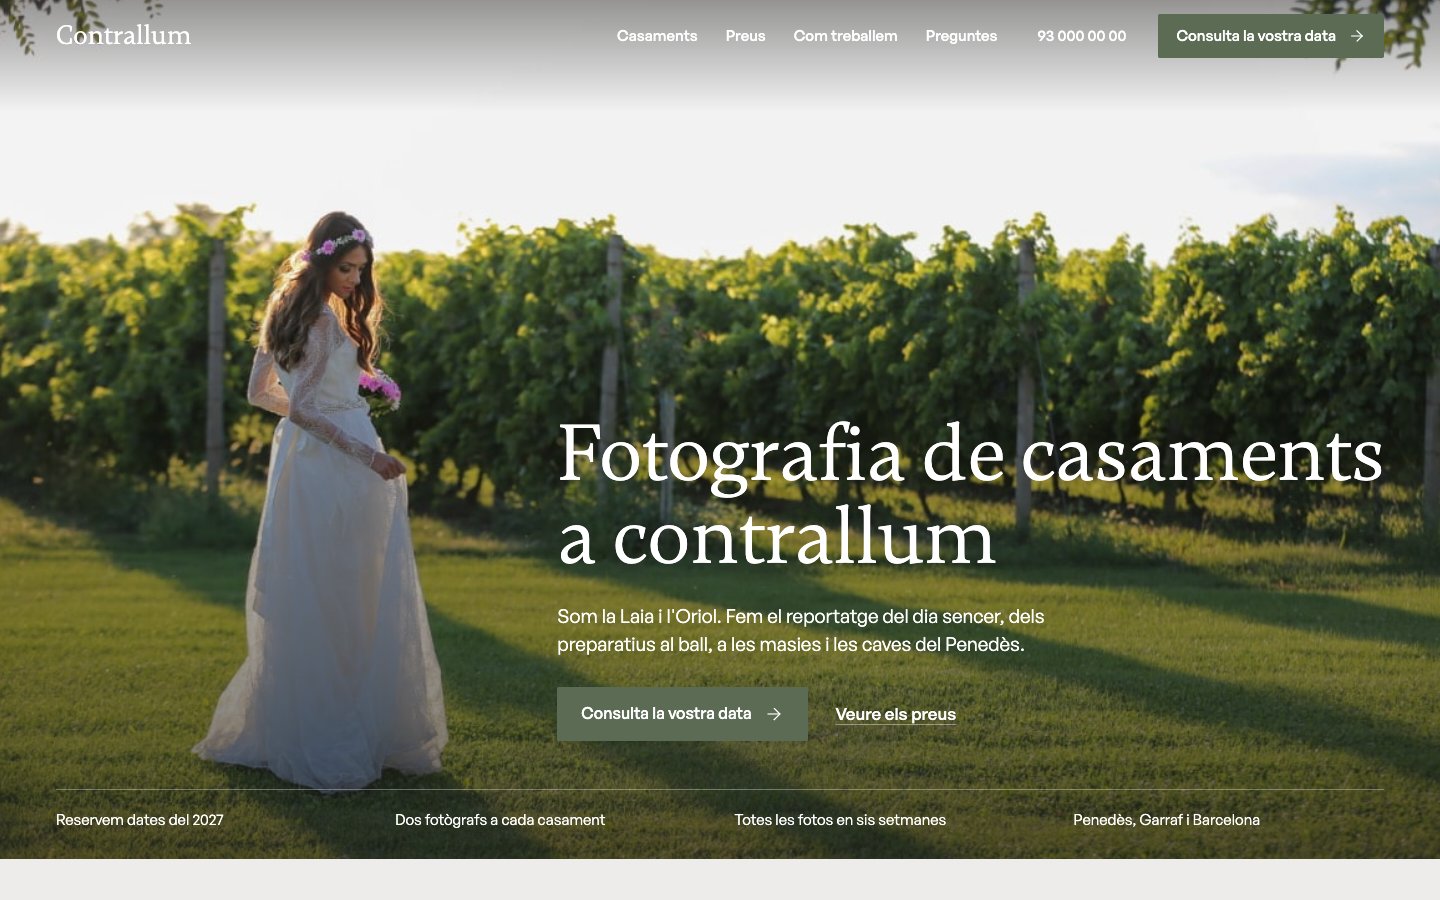 Contrallum
Casaments
Preus
Com treballem
Preguntes
93 000 00 00
Consulta la vostra data
Fotografia de casaments
a contrallum
Som la Laia i l'Oriol. Fem el reportatge del dia sencer, dels
preparatius al ball, a les masies i les caves del Penedès.
Consulta la vostra data
Veure els preus
Reservem dates del 2027
Dos fotògrafs a cada casament
Totes les fotos en sis setmanes
Penedès, Garraf i Barcelona